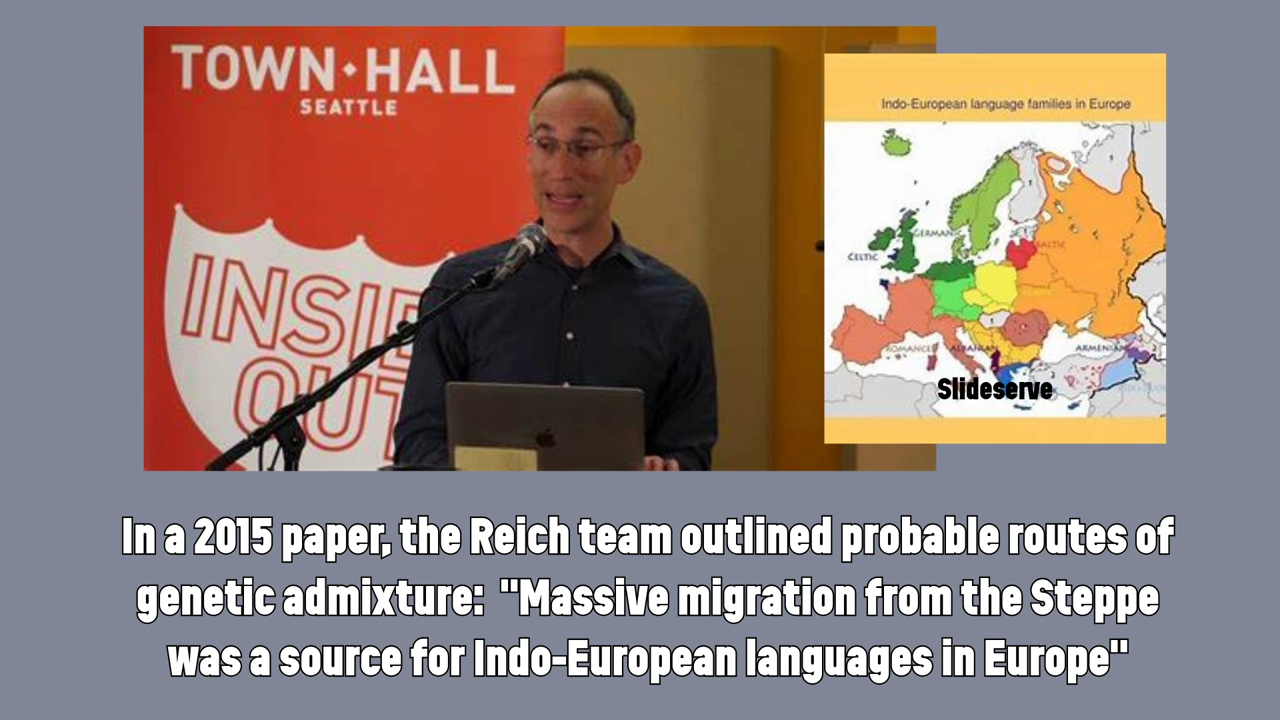 TOWN·HALL
SEATTLE
INSIDE
OUT
Indo-European language families in Europe
GERMANIC
CELTIC
BALTIC
ROMANCE
ALBANIAN
ARMENIAN
Slideserve
In a 2015 paper, the Reich team outlined probable routes of
genetic admixture: "Massive migration from the Steppe
was a source for Indo-European languages in Europe"